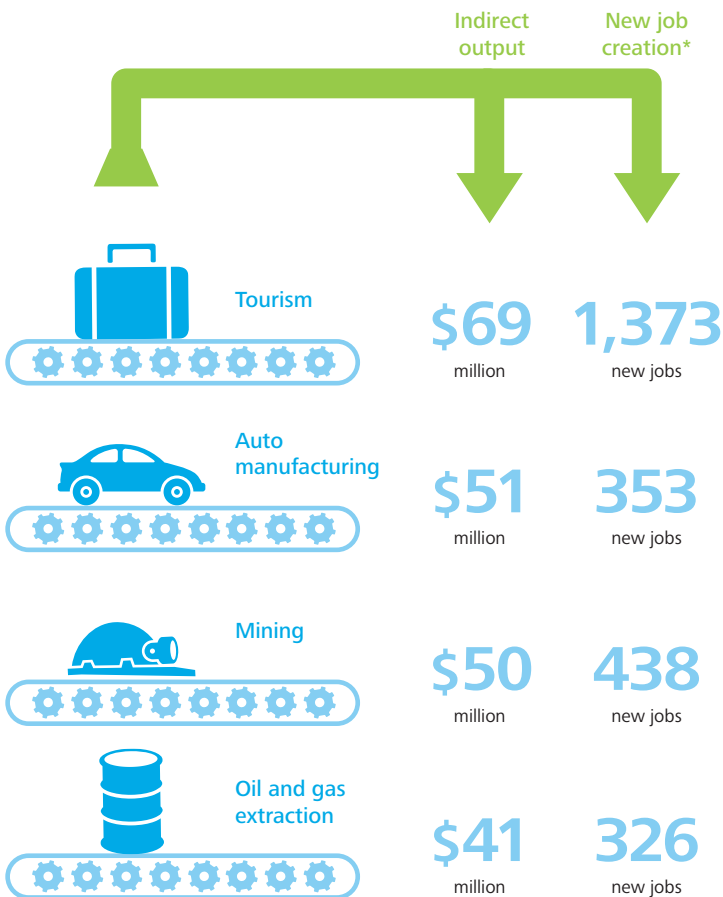 Indirect
output
New job
creation*
Tourism
$69
million
1,373
new jobs
Auto
manufacturing
$51
million
353
new jobs
Mining
$50
million
438
new jobs
Oil and gas
extraction
$41
million
326
new jobs